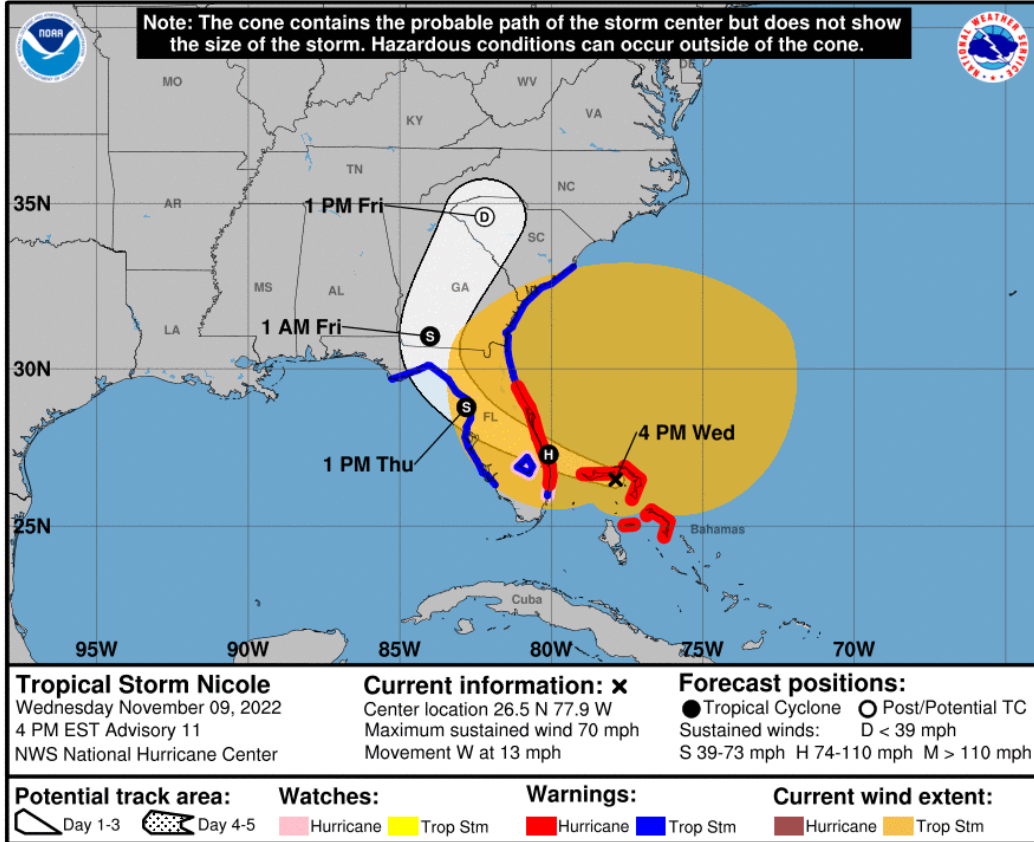 Note: The cone contains the probable path of the storm center but does not show
the size of the storm. Hazardous conditions can occur outside of the cone.
NOAA
NATIONAL WEATHER SERVICE
MO
WV
DE
KY
VA
TN
NC
AR
35N
1 PM Fri
D
SC
MS
AL
GA
LA
1 AM Fri
S
30N
S
FL
4 PM Wed
H
1 PM Thu
25N
Bahamas
Cuba
95W
90W
85W
80W
75W
70W
Tropical Storm Nicole
Wednesday November 09, 2022
4 PM EST Advisory 11
NWS National Hurricane Center
Current information: ×
Center location 26.5 N 77.9 W
Maximum sustained wind 70 mph
Movement W at 13 mph
Forecast positions:
Tropical Cyclone Post/Potential TC
Sustained winds: D < 39 mph
S 39-73 mph H 74-110 mph M > 110 mph
Potential track area:
Day 1-3 Day 4-5
Watches:
Hurricane Trop Stm
Warnings:
Hurricane Trop Stm
Current wind extent:
Hurricane Trop Stm